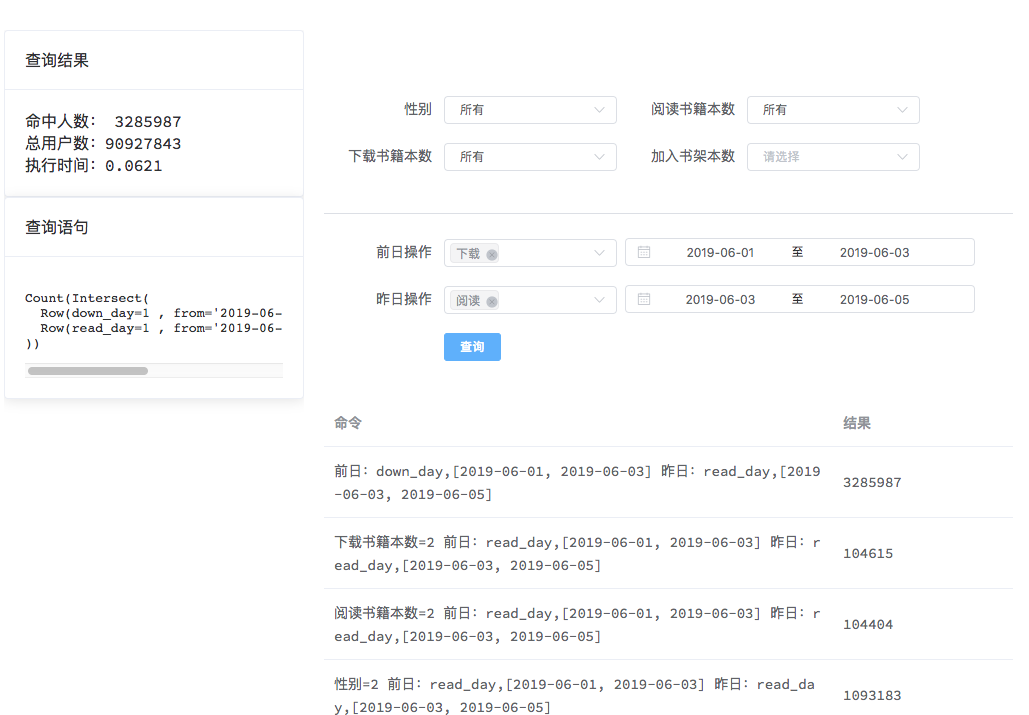 查询结果
命中人数： 3285987
总用户数：90927843
执行时间：0.0621
查询语句
Count(Intersect(
Row(down_day=1 , from='2019-06-
Row(read_day=1 , from='2019-06-
))
性别 所有 阅读书籍本数 所有
下载书籍本数 所有 加入书架本数 请选择
前日操作 下载 2019-06-01 至 2019-06-03
昨日操作 阅读 2019-06-03 至 2019-06-05
查询
命令 结果
前日：down_day,[2019-06-01, 2019-06-03] 昨日：read_day,[2019
-06-03, 2019-06-05]
3285987
下载书籍本数=2 前日：read_day,[2019-06-01, 2019-06-03] 昨日：r
ead_day,[2019-06-03, 2019-06-05]
104615
阅读书籍本数=2 前日：read_day,[2019-06-01, 2019-06-03] 昨日：r
ead_day,[2019-06-03, 2019-06-05]
104404
性别=2 前日：read_day,[2019-06-01, 2019-06-03] 昨日：read_da
y,[2019-06-03, 2019-06-05]
1093183